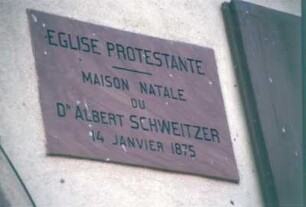 EGLISE PROTESTANTE
MAISON NATALE
DU
DR ALBERT SCHWEITZER
14 JANVIER 1875